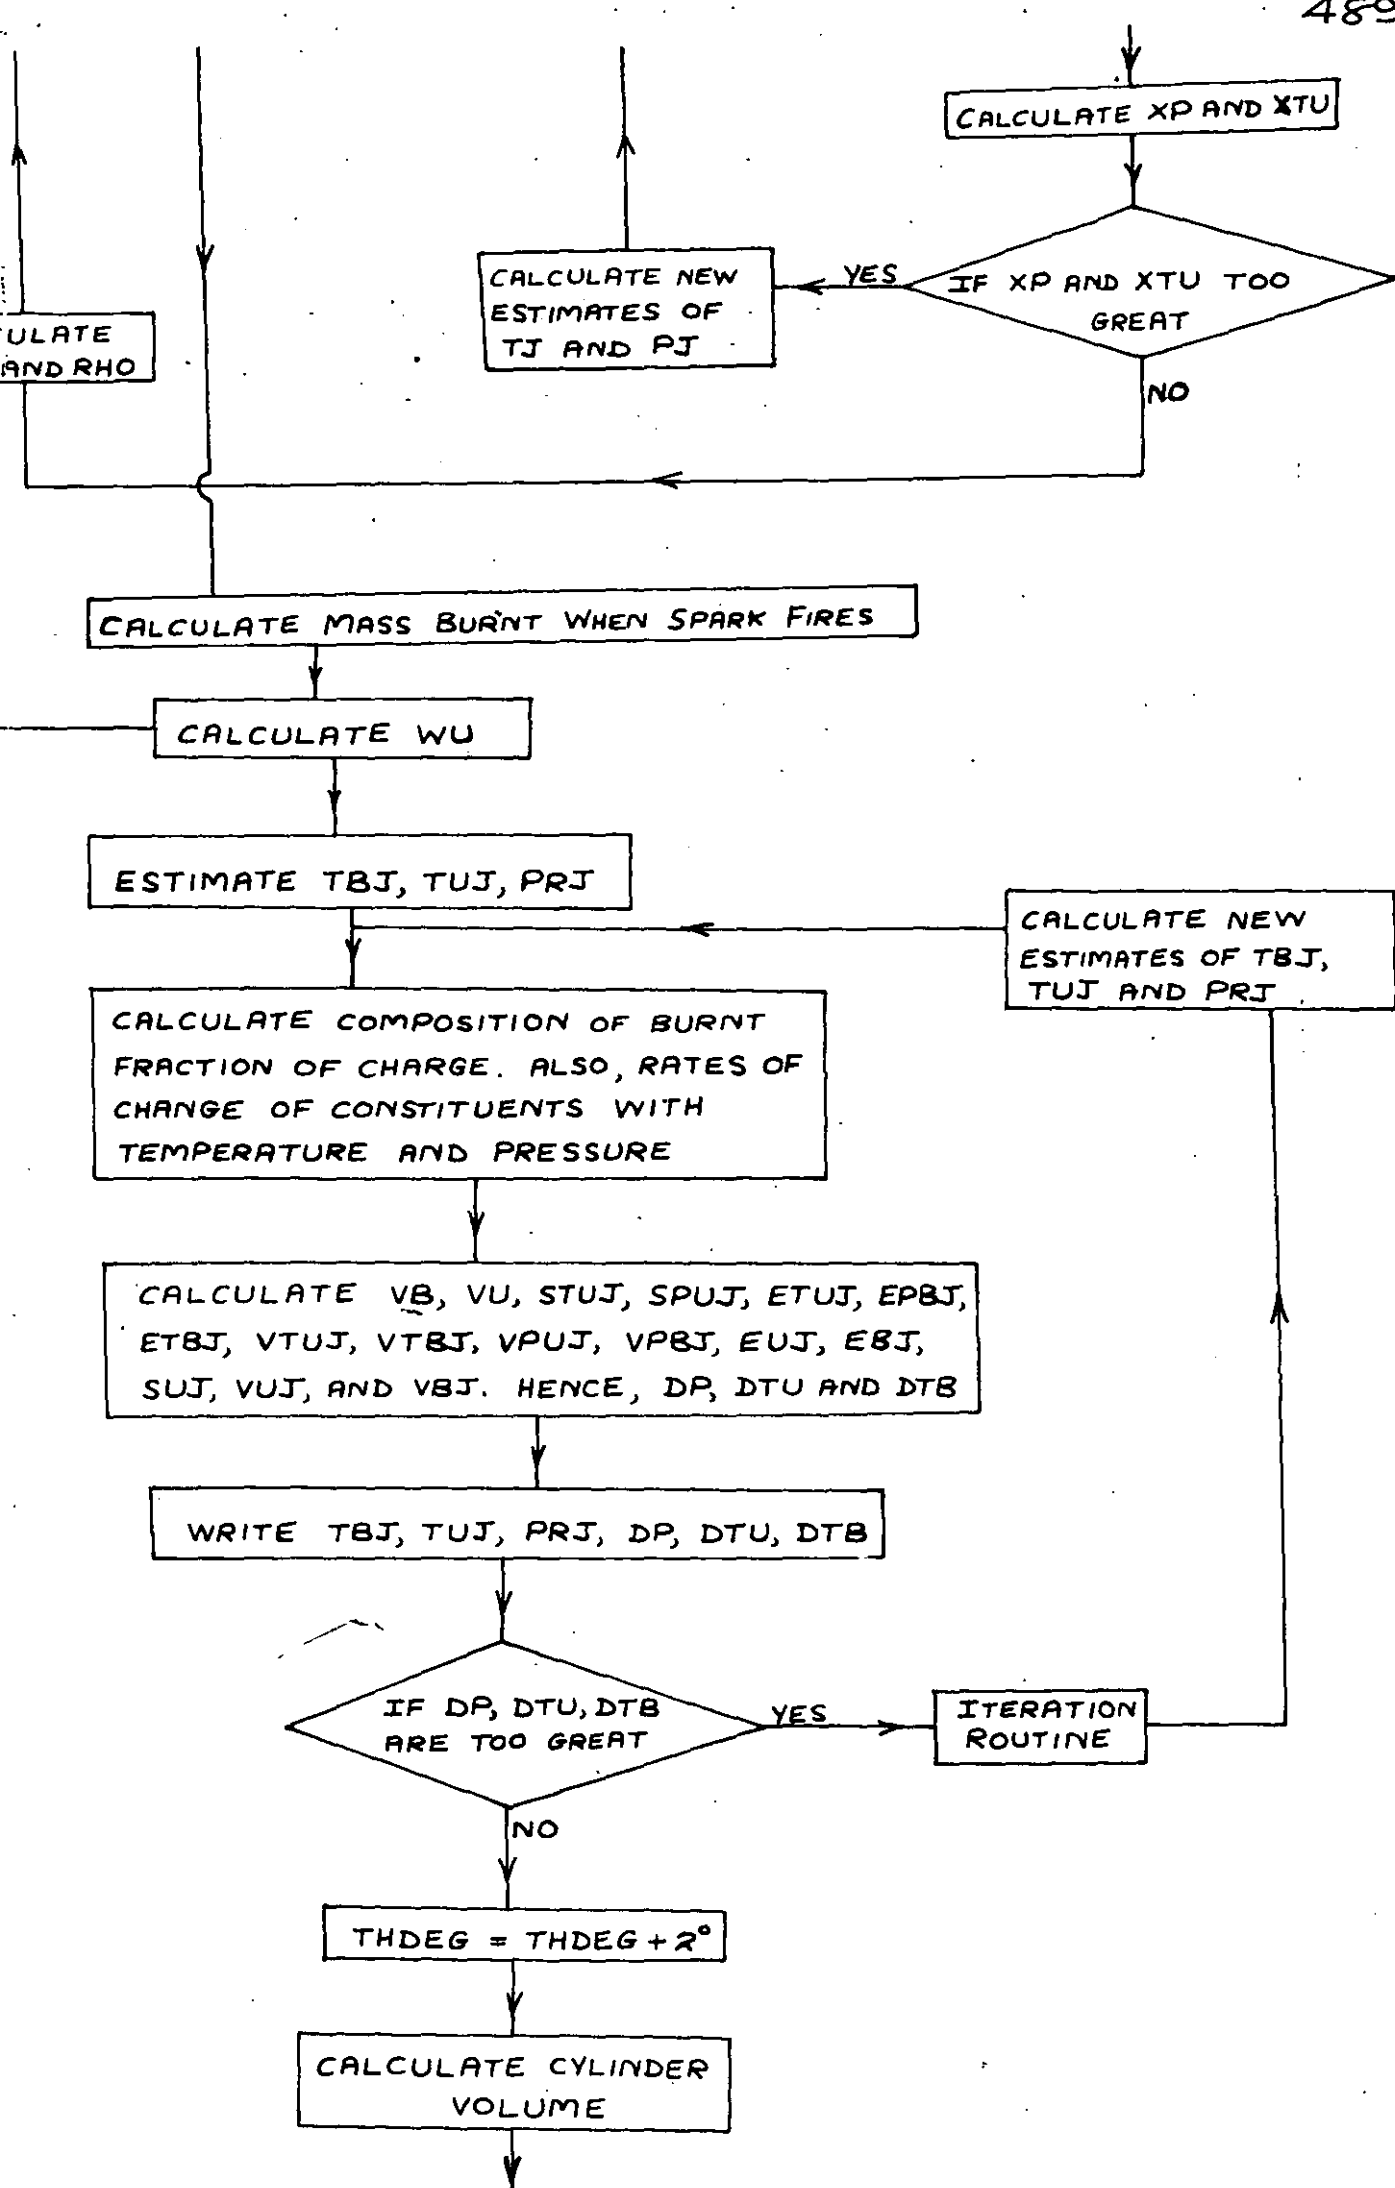 489
CALCULATE XP AND XTU
CALCULATE NEW
ESTIMATES OF
TJ AND PJ
YES
IF XP AND XTU TOO
GREAT
NO
ULATE
AND RHO
CALCULATE MASS BURNT WHEN SPARK FIRES
CALCULATE WU
ESTIMATE TBJ, TUJ, PRJ
CALCULATE NEW
ESTIMATES OF TBJ,
TUJ AND PRJ
CALCULATE COMPOSITION OF BURNT
FRACTION OF CHARGE. ALSO, RATES OF
CHANGE OF CONSTITUENTS WITH
TEMPERATURE AND PRESSURE
CALCULATE VB, VU, STUJ, SPUJ, ETUJ, EPBJ,
ETBJ, VTUJ, VTBJ, VPUJ, VPBJ, EUJ, EBJ,
SUJ, VUJ, AND VBJ. HENCE, DP, DTU AND DTB
WRITE TBJ, TUJ, PRJ, DP, DTU, DTB
IF DP, DTU, DTB
ARE TOO GREAT
YES
ITERATION
ROUTINE
NO
THDEG = THDEG + 2°
CALCULATE CYLINDER
VOLUME